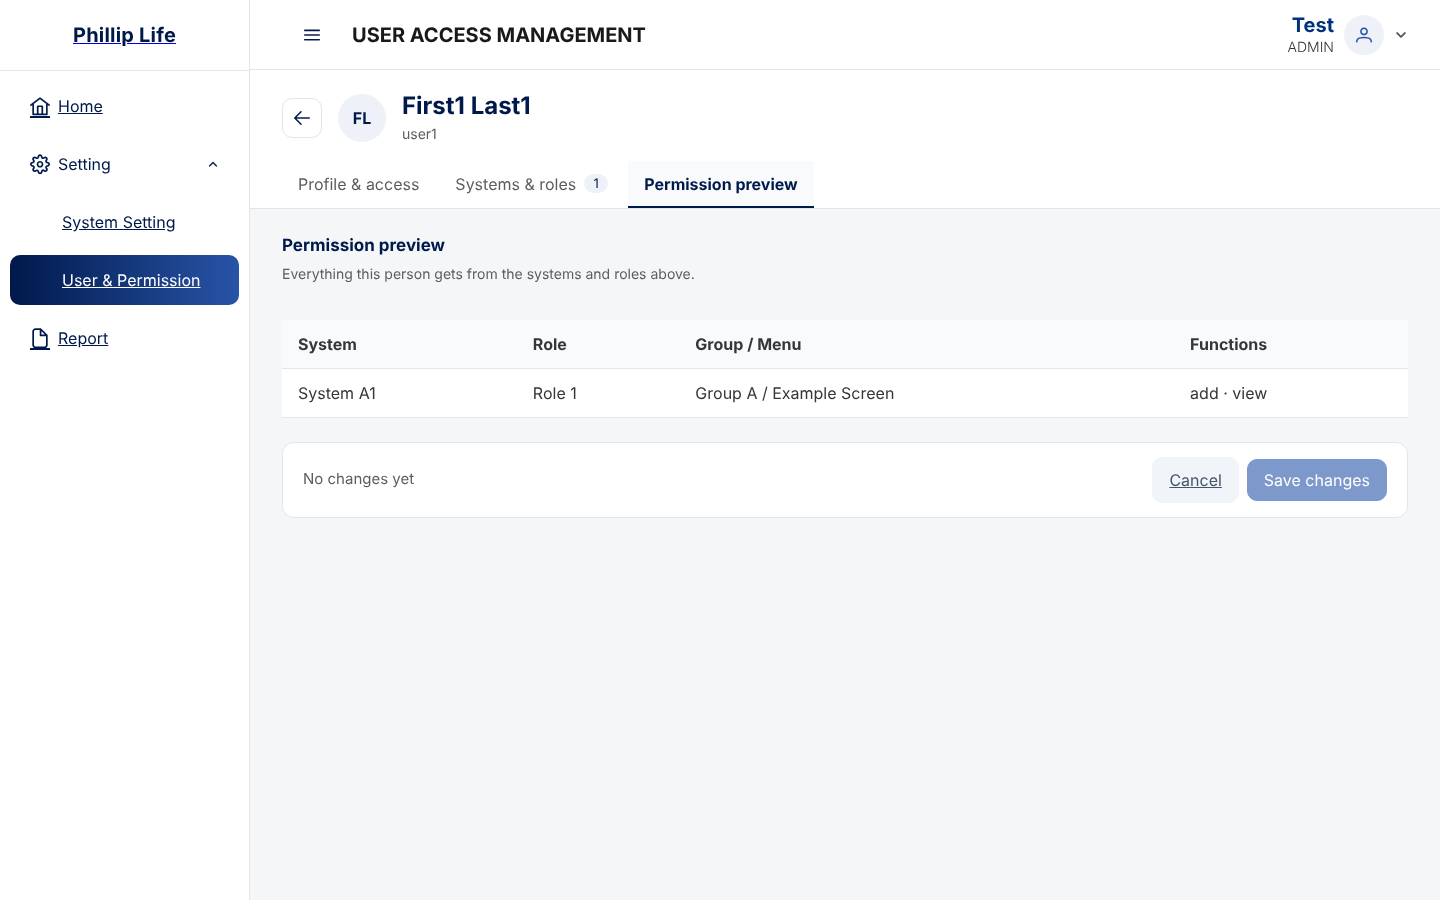 Phillip Life
USER ACCESS MANAGEMENT
Test
ADMIN
Home
Setting
System Setting
User & Permission
Report
FL
First1 Last1
user1
Profile & access
Systems & roles 1
Permission preview
Permission preview
Everything this person gets from the systems and roles above.
System Role Group / Menu Functions
System A1 Role 1 Group A / Example Screen add · view
No changes yet
Cancel
Save changes